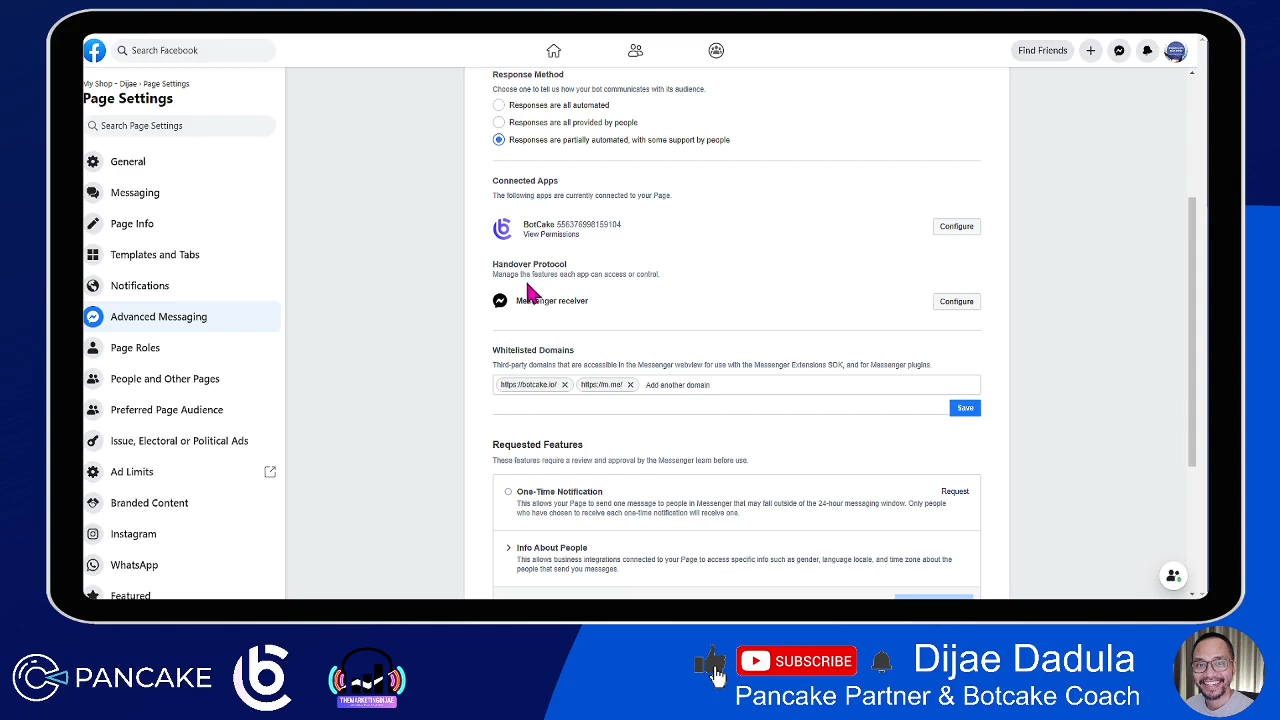 Search Facebook
Find Friends
My Shop - Dijae › Page Settings
Page Settings
Search Page Settings
General
Messaging
Page Info
Templates and Tabs
Notifications
Advanced Messaging
Page Roles
People and Other Pages
Preferred Page Audience
Issue, Electoral or Political Ads
Ad Limits
Branded Content
Instagram
WhatsApp
Featured
Response Method
Choose one to tell us how your bot communicates with its audience.
Responses are all automated
Responses are all provided by people
Responses are partially automated, with some support by people
Connected Apps
The following apps are currently connected to your Page.
BotCake 556376998159104
View Permissions
Configure
Handover Protocol
Manage the features each app can access or control.
Messenger receiver
Configure
Whitelisted Domains
Third-party domains that are accessible in the Messenger webview for use with the Messenger Extensions SDK, and for Messenger plugins.
https://botcake.io/ https://m.me/ Add another domain
Save
Requested Features
These features require a review and approval by the Messenger team before use.
One-Time Notification
Request
This allows your Page to send one message to people in Messenger that may fall outside of the 24-hour messaging window. Only people
who have chosen to receive each one-time notification will receive one.
Info About People
This allows business integrations connected to your Page to access specific info such as gender, language locale, and time zone about the
people that send you messages.
PANCAKE
THEMARKETINGDIJAE
SUBSCRIBE
Dijae Dadula
Pancake Partner & Botcake Coach